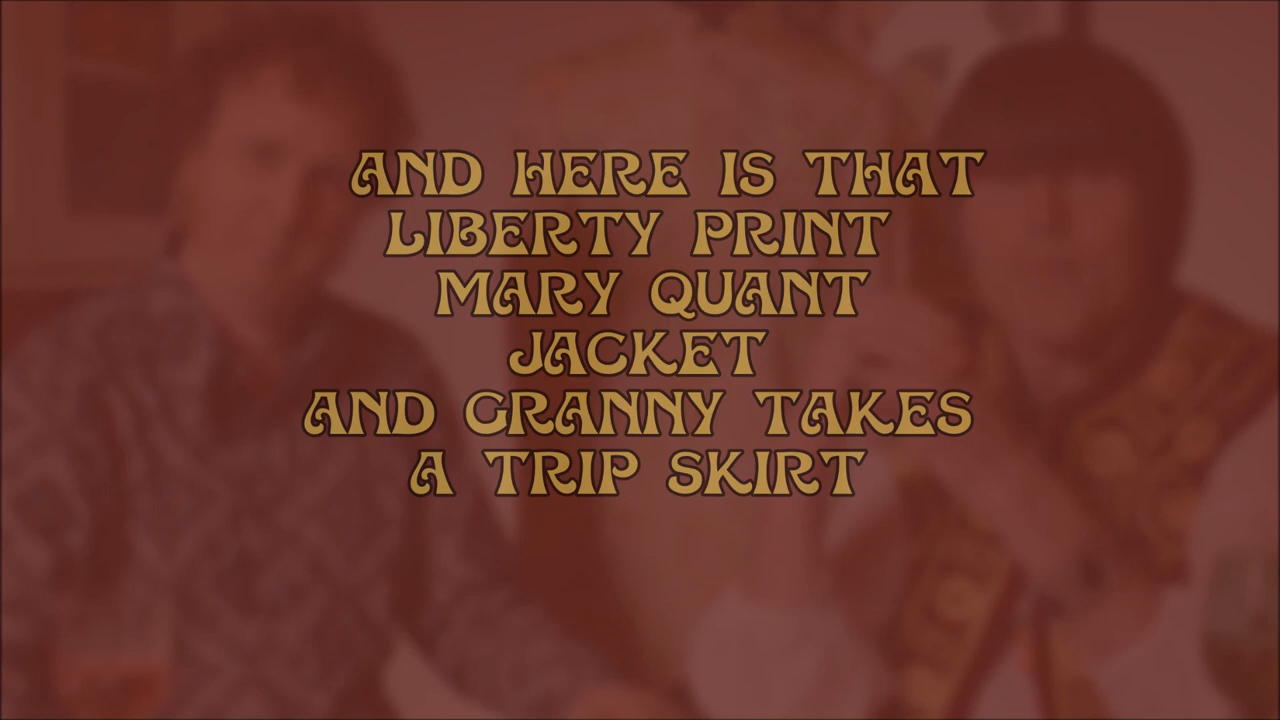 AND HERE IS THAT
LIBERTY PRINT
MARY QUANT
JACKET
AND GRANNY TAKES
A TRIP SKIRT